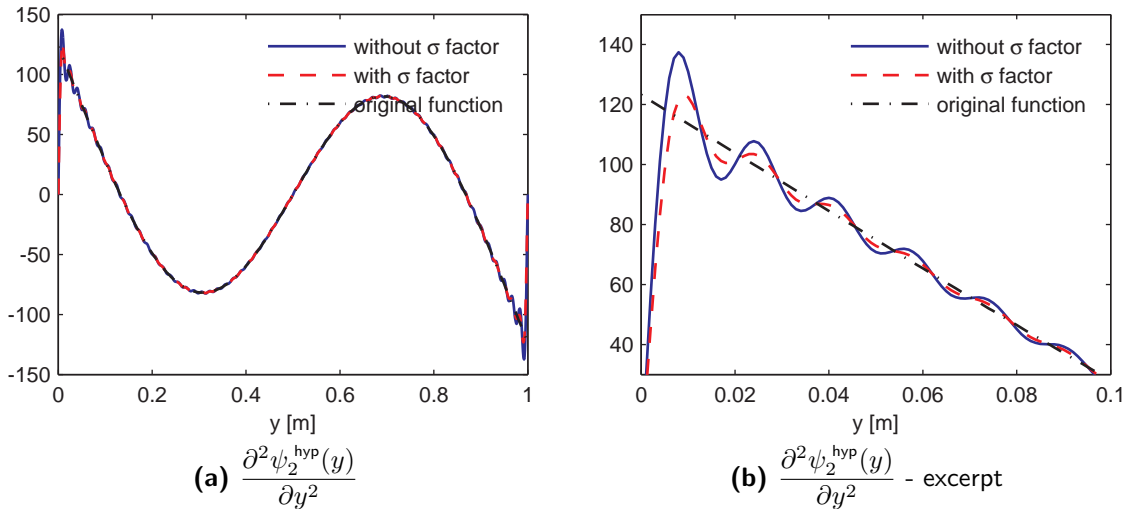 150
100
50
0
-50
-100
-150
0
0.2
0.4
0.6
0.8
1
y [m]
without σ factor
with σ factor
original function
(a) ∂²ψ₂^hyp(y)/∂y²
140
120
100
80
60
40
0
0.02
0.04
0.06
0.08
0.1
y [m]
without σ factor
with σ factor
original function
(b) ∂²ψ₂^hyp(y)/∂y² - excerpt